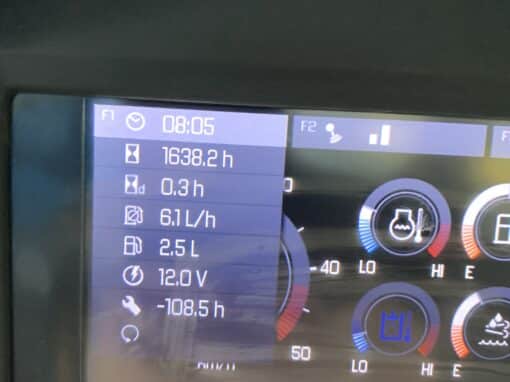 F1 08:05
F2
F
1638.2 h
d 0.3 h
6.1 L/h
2.5 L
12.0 V
-108.5 h
0
40
50
LO HI E
LO HI